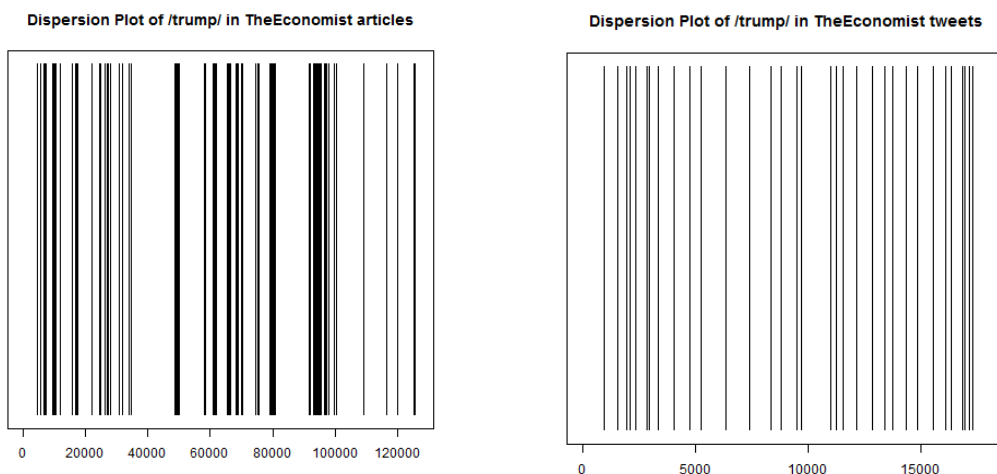 Dispersion Plot of /trump/ in TheEconomist articles
0 20000 40000 60000 80000 100000 120000
Dispersion Plot of /trump/ in TheEconomist tweets
0 5000 10000 15000